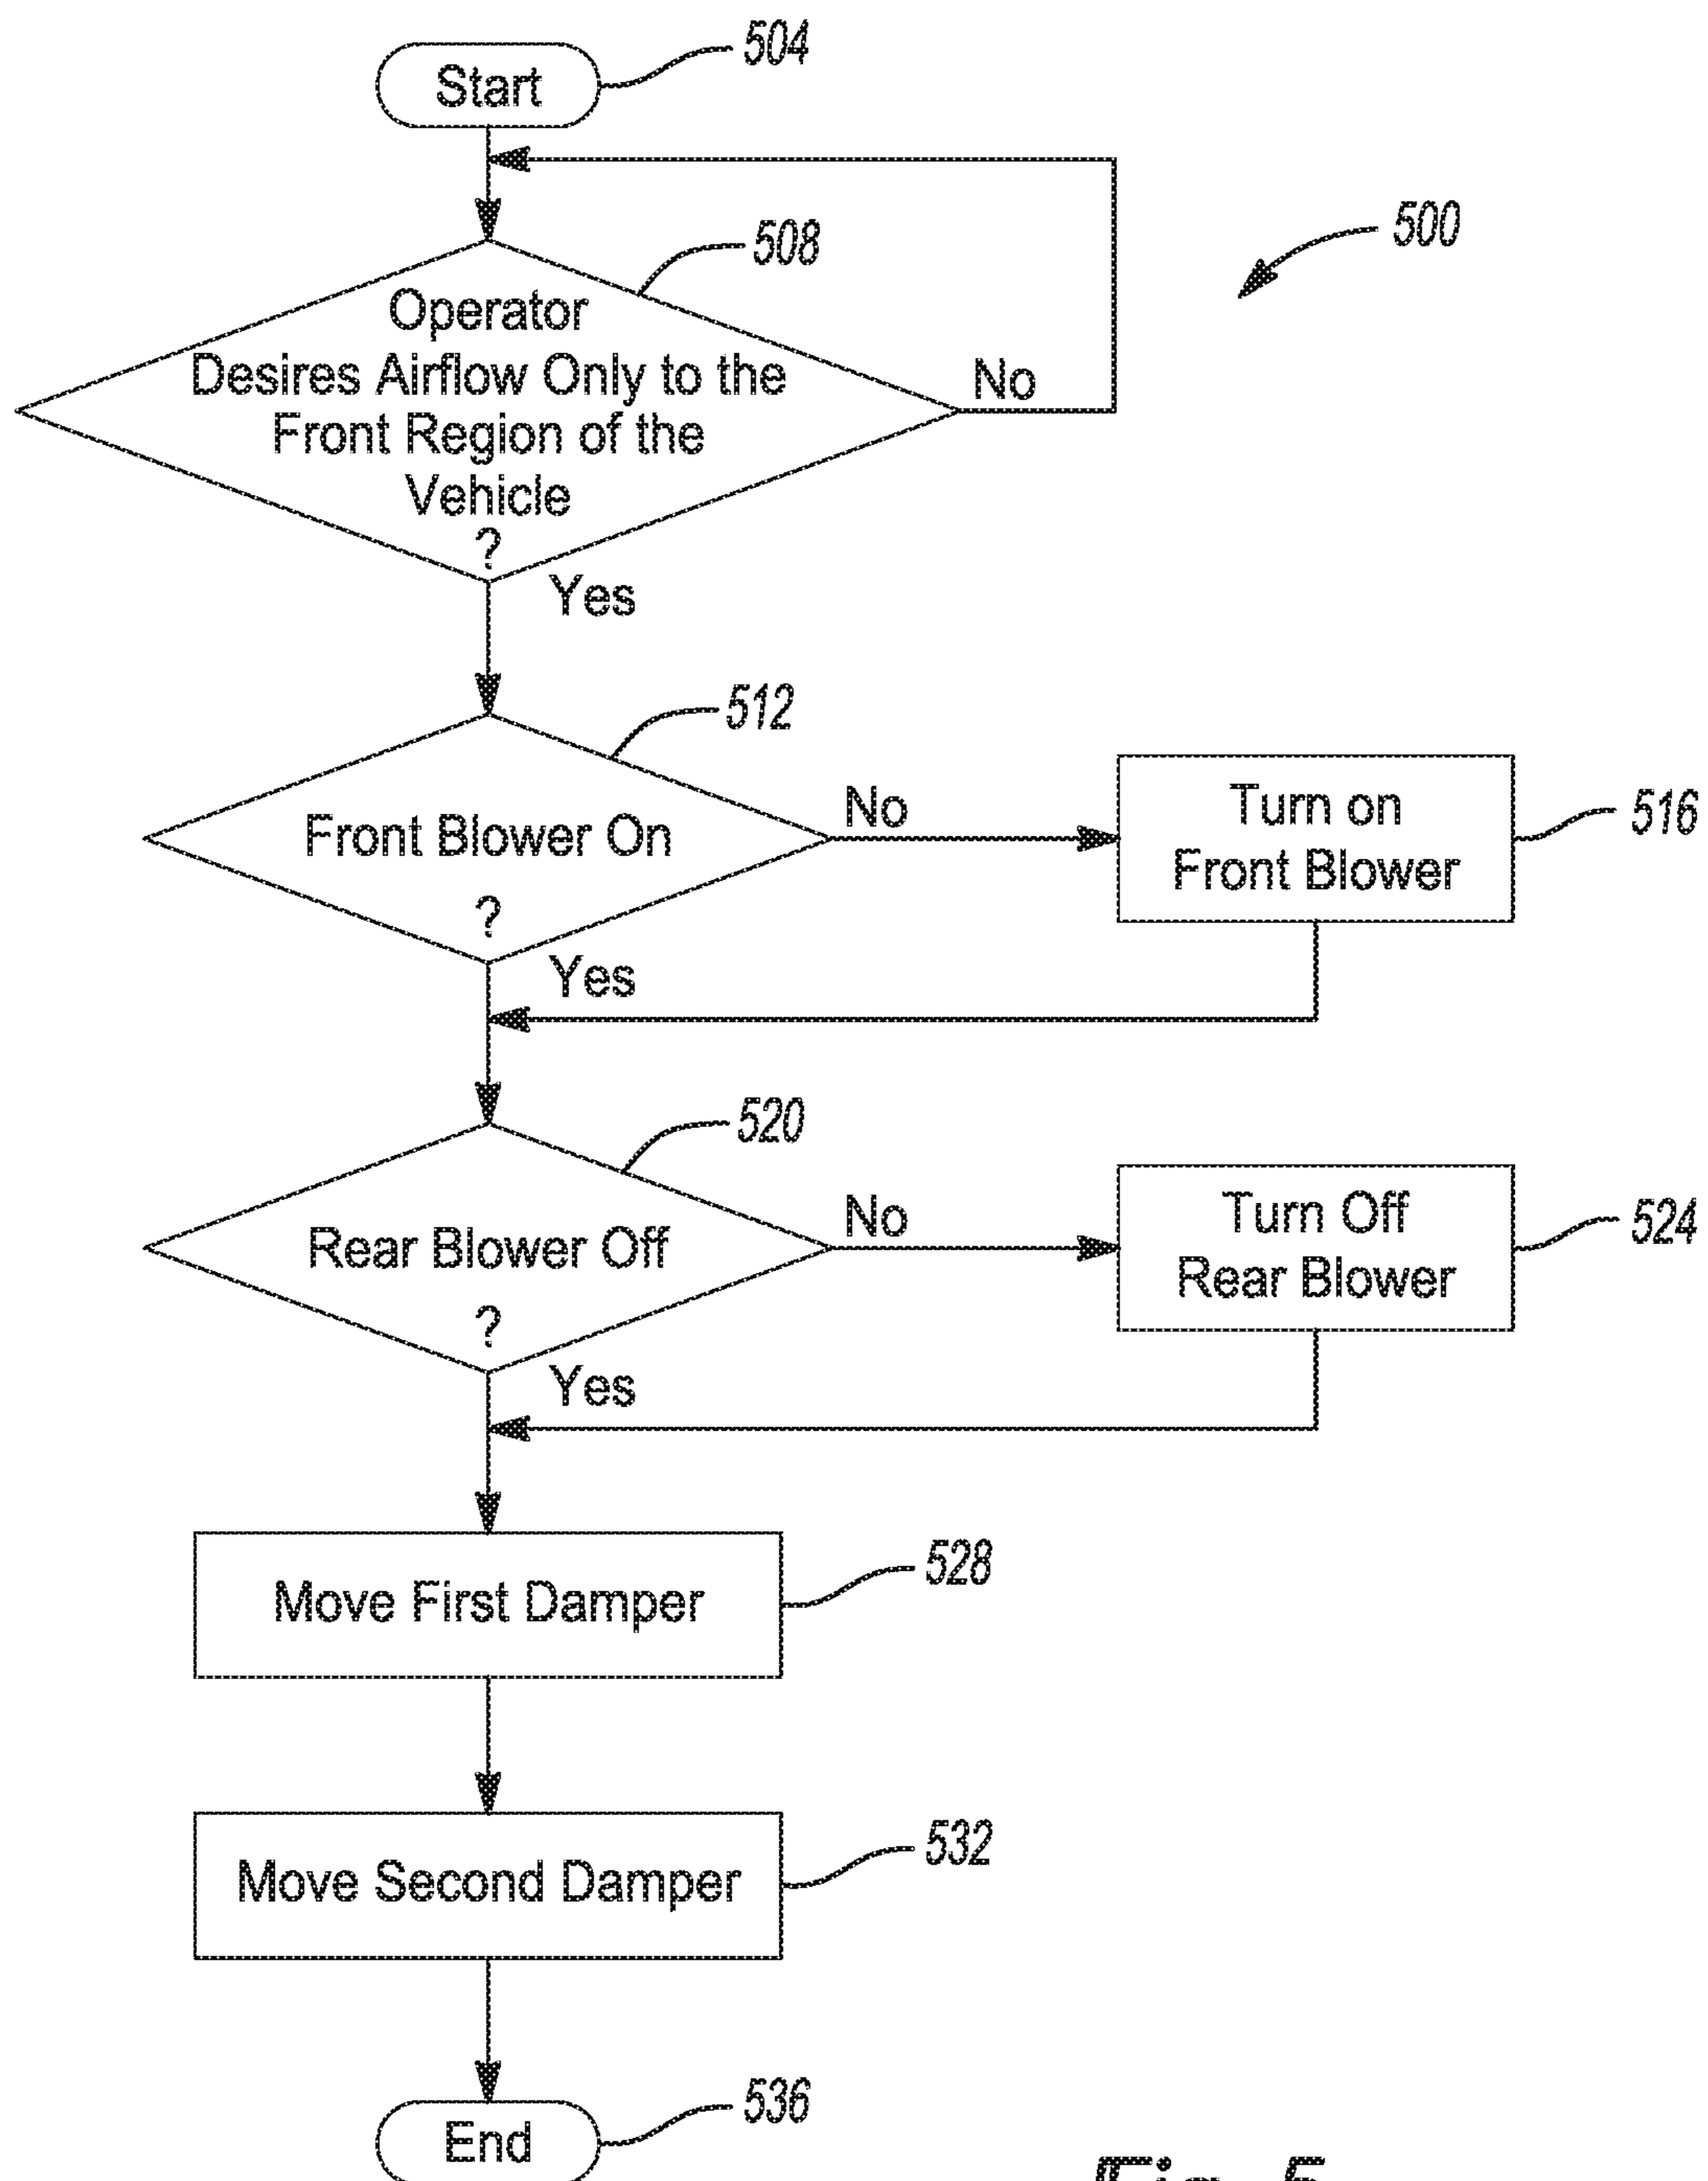 504
Start
500
508
Operator
Desires Airflow Only to the
Front Region of the
Vehicle
?
No
Yes
512
Front Blower On
?
No
Yes
Turn on
Front Blower
516
520
Rear Blower Off
?
No
Yes
Turn Off
Rear Blower
524
Move First Damper
528
Move Second Damper
532
End
536